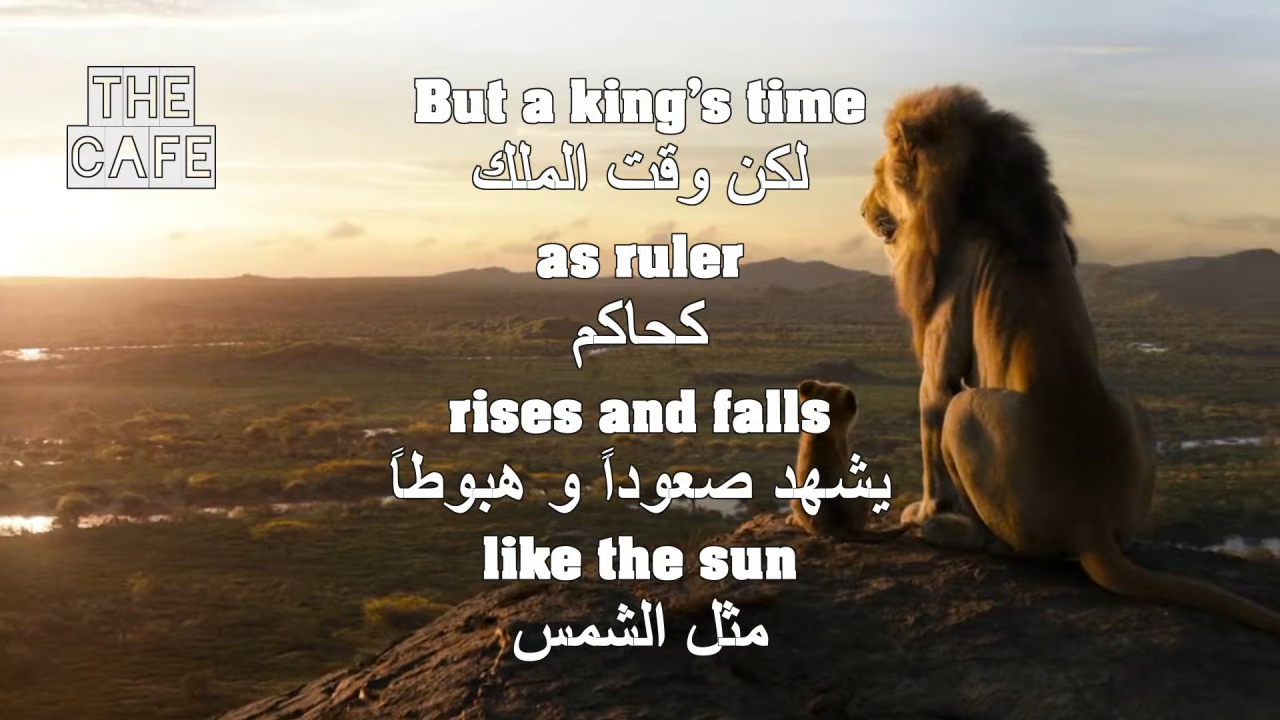 THE
CAFE
But a king's time
لكن وقت الملك
as ruler
كحاكم
rises and falls
يشهد صعوداً و هبوطاً
like the sun
مثل الشمس